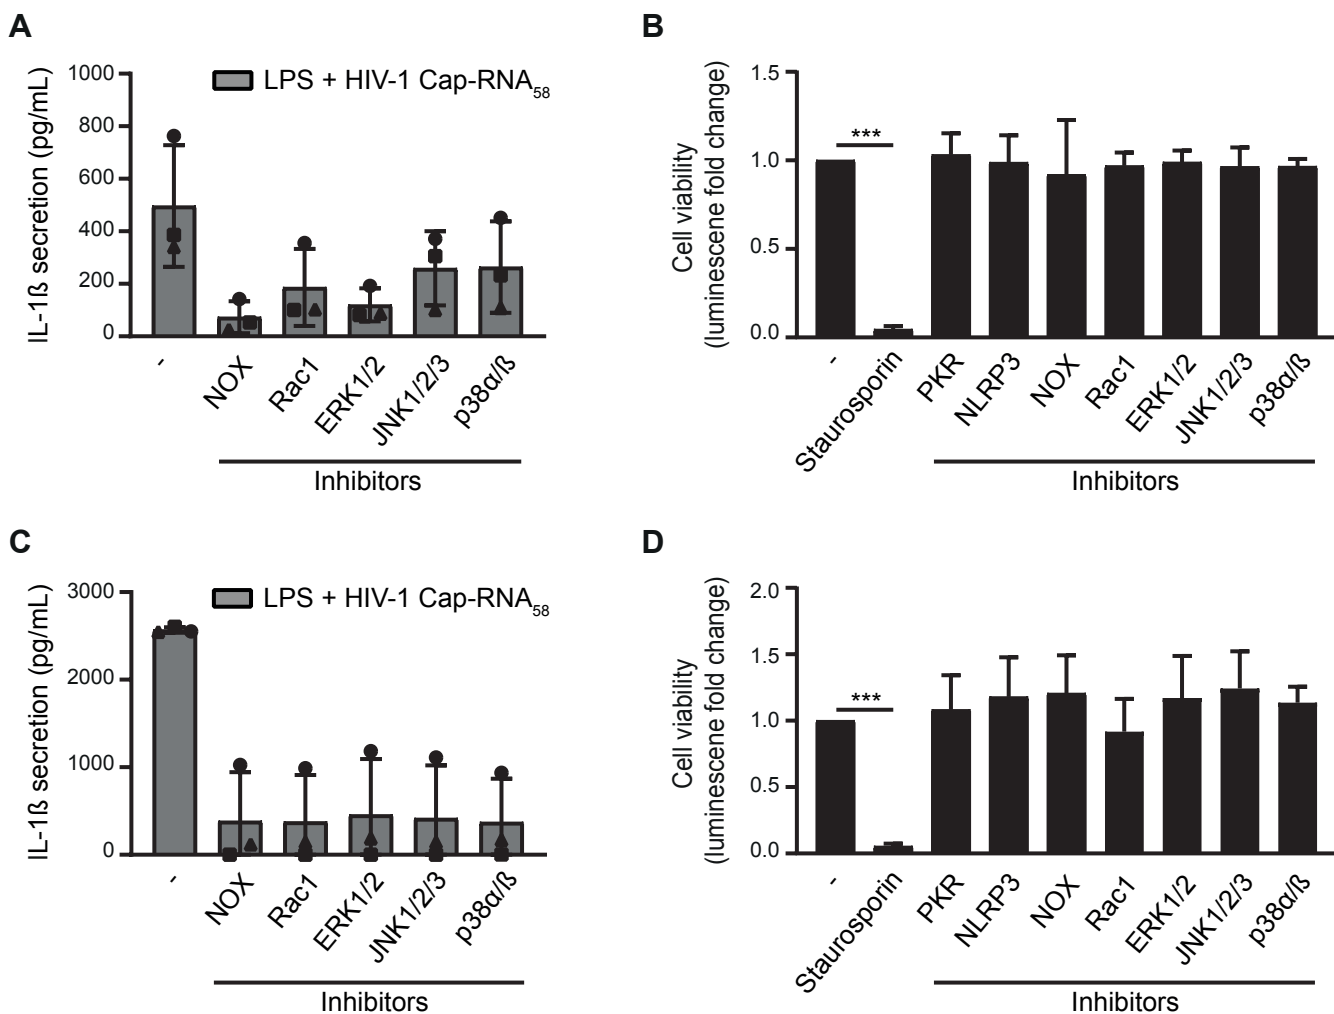 A
IL-1ß secretion (pg/mL)
1000
800
600
400
200
0
LPS + HIV-1 Cap-RNA58
-
NOX
Rac1
ERK1/2
JNK1/2/3
p38α/ß
Inhibitors
B
Cell viability
(luminescene fold change)
1.5
1.0
0.5
0.0
***
-
Staurosporin
PKR
NLRP3
NOX
Rac1
ERK1/2
JNK1/2/3
p38α/ß
Inhibitors
C
IL-1ß secretion (pg/mL)
3000
2000
1000
0
LPS + HIV-1 Cap-RNA58
-
NOX
Rac1
ERK1/2
JNK1/2/3
p38α/ß
Inhibitors
D
Cell viability
(luminescene fold change)
2.0
1.5
1.0
0.5
0.0
***
-
Staurosporin
PKR
NLRP3
NOX
Rac1
ERK1/2
JNK1/2/3
p38α/ß
Inhibitors